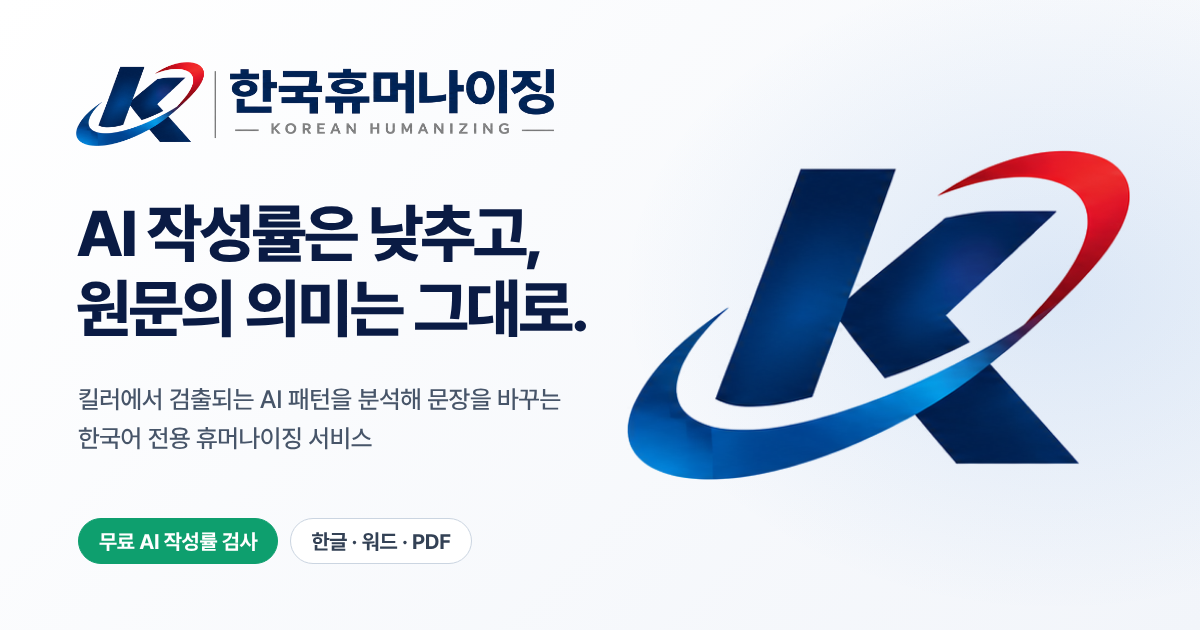 한국휴머나이징
KOREAN HUMANIZING
AI 작성률은 낮추고,
원문의 의미는 그대로.
킬러에서 검출되는 AI 패턴을 분석해 문장을 바꾸는
한국어 전용 휴머나이징 서비스
무료 AI 작성률 검사
한글 · 워드 · PDF